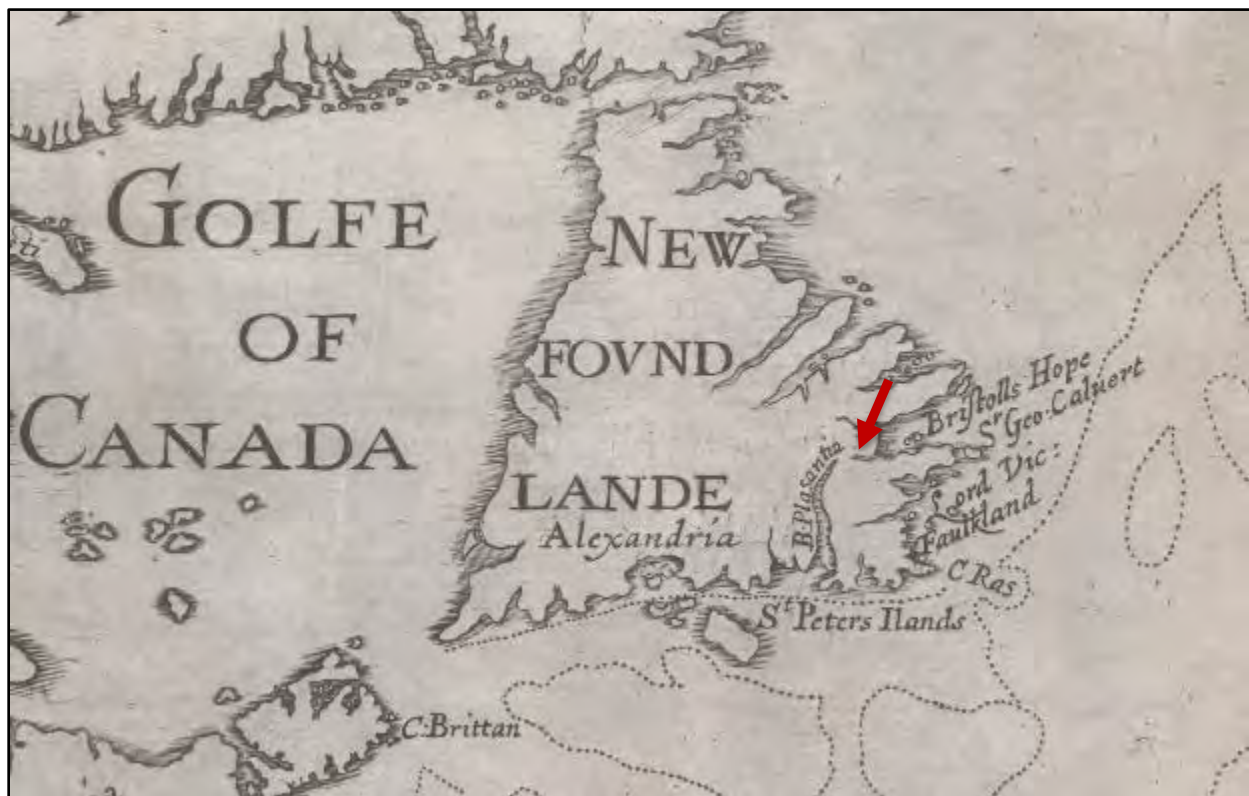 GOLFE
OF
CANADA
NEW
FOVND
LANDE
Alexandria
B. Plasantia
Bristolls Hope
Sr Geo. Caluert
Lord Vic:
Faulkland
C. Ras
St Peters Ilands
C. Brittan